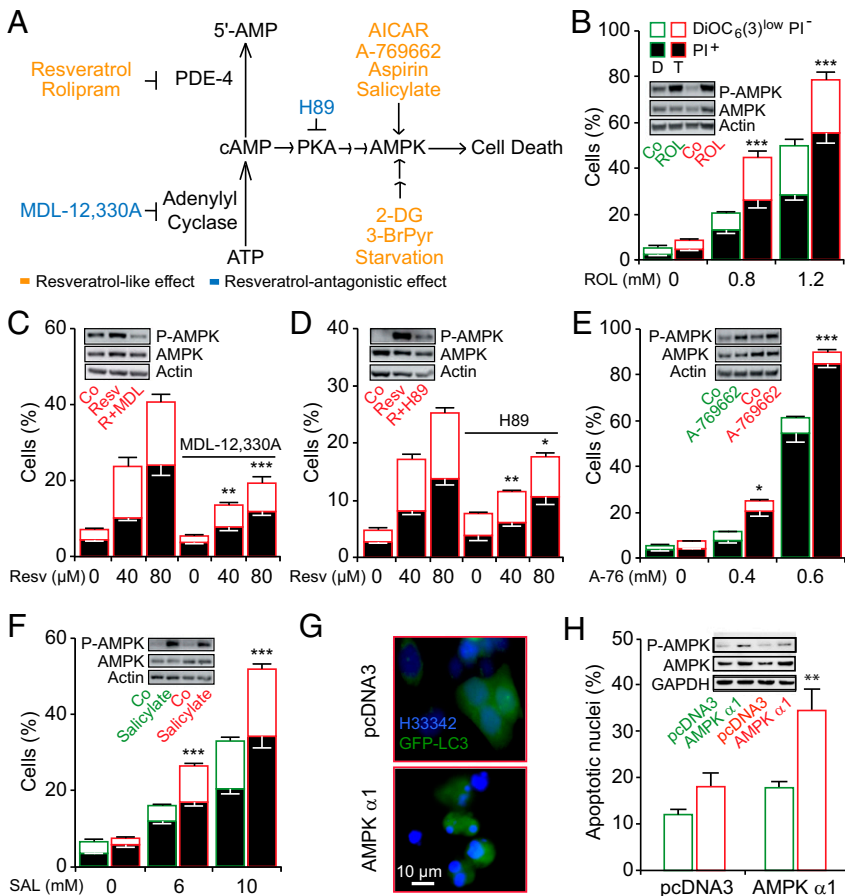 A
5'-AMP
AICAR
A-769662
Aspirin
Salicylate
Resveratrol
Rolipram
PDE-4
H89
cAMP
PKA
AMPK
Cell Death
MDL-12,330A
Adenylyl
Cyclase
2-DG
3-BrPyr
Starvation
ATP
Resveratrol-like effect
Resveratrol-antagonistic effect
B
DiOC6(3)low PI-
PI+
D T
P-AMPK
AMPK
Actin
Co
ROL
Co
ROL
***
***
Cells (%)
100
80
60
40
20
0
ROL (mM) 0 0.8 1.2
C
P-AMPK
AMPK
Actin
Co
Resv
R+MDL
MDL-12,330A
**
***
Cells (%)
60
40
20
0
Resv (µM) 0 40 80 0 40 80
D
P-AMPK
AMPK
Actin
Co
Resv
R+H89
H89
**
*
Cells (%)
40
30
20
10
0
Resv (µM) 0 40 80 0 40 80
E
P-AMPK
AMPK
Actin
Co
A-769662
Co
A-769662
*
***
Cells (%)
100
80
60
40
20
0
A-76 (mM) 0 0.4 0.6
F
P-AMPK
AMPK
Actin
Co
Salicylate
Co
Salicylate
***
***
Cells (%)
60
40
20
0
SAL (mM) 0 6 10
G
pcDNA3
H33342
GFP-LC3
AMPK α1
10 µm
H
P-AMPK
AMPK
GAPDH
pcDNA3
AMPK α1
pcDNA3
AMPK α1
**
Apoptotic nuclei (%)
50
40
30
20
10
0
pcDNA3 AMPK α1